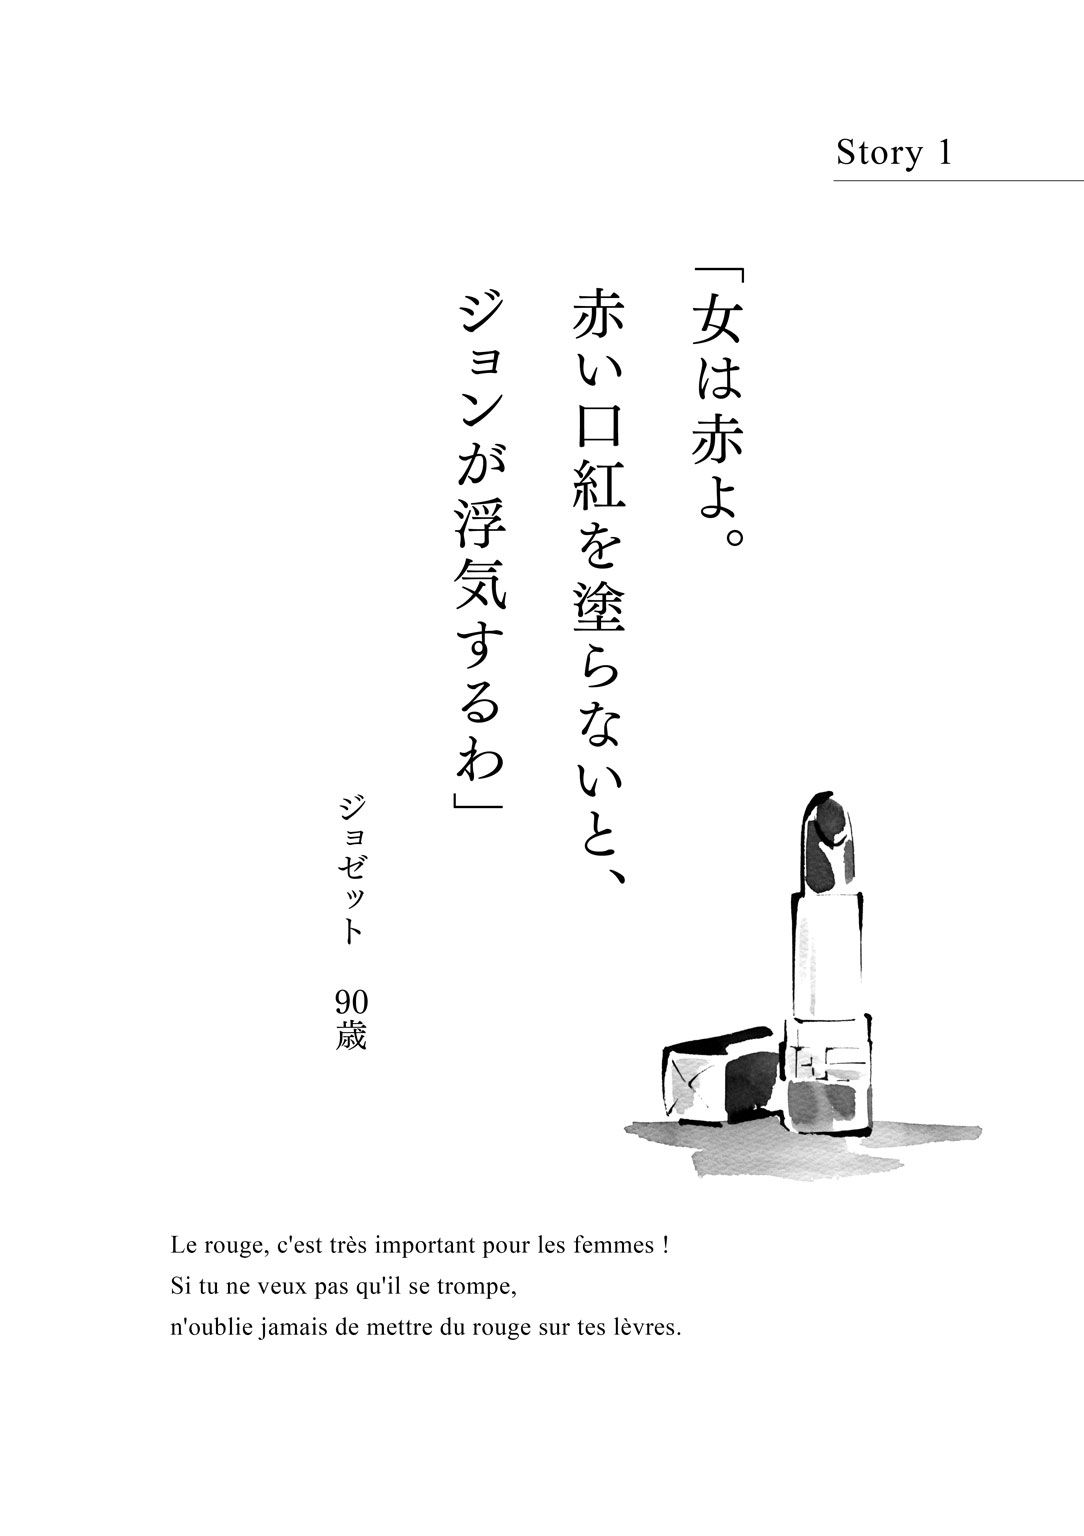 Story 1
「女は赤よ。
赤い口紅を塗らないと、
ジョンが浮気するわ」
ジョゼット　90歳
Le rouge, c'est très important pour les femmes !
Si tu ne veux pas qu'il se trompe,
n'oublie jamais de mettre du rouge sur tes lèvres.